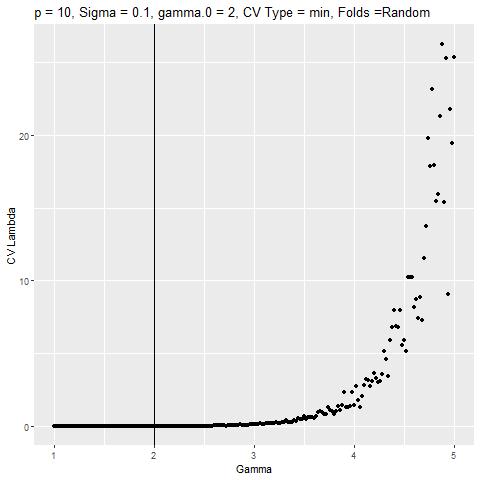 p = 10, Sigma = 0.1, gamma.0 = 2, CV Type = min, Folds =Random
20
10
0
CV Lambda
1 2 3 4 5
Gamma